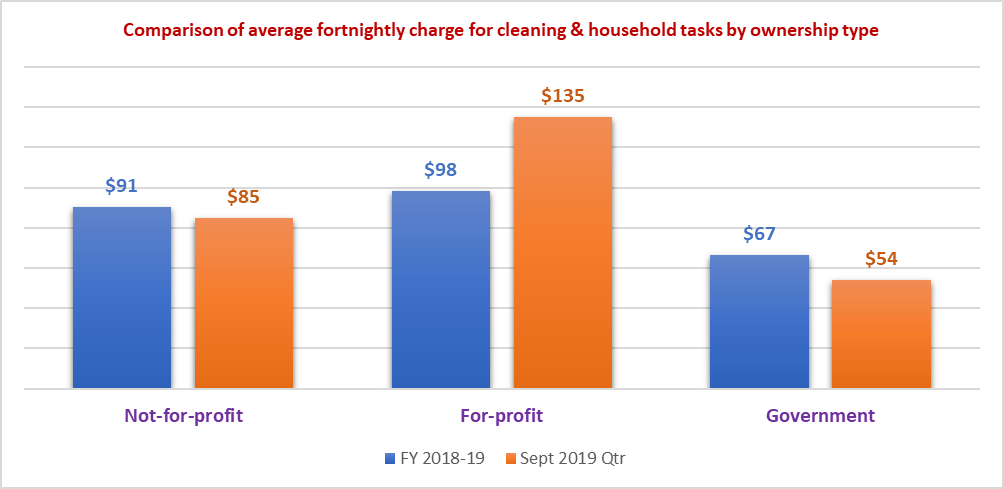 Comparison of average fortnightly charge for cleaning & household tasks by ownership type
$91
$85
$98
$135
$67
$54
Not-for-profit
For-profit
Government
FY 2018-19
Sept 2019 Qtr